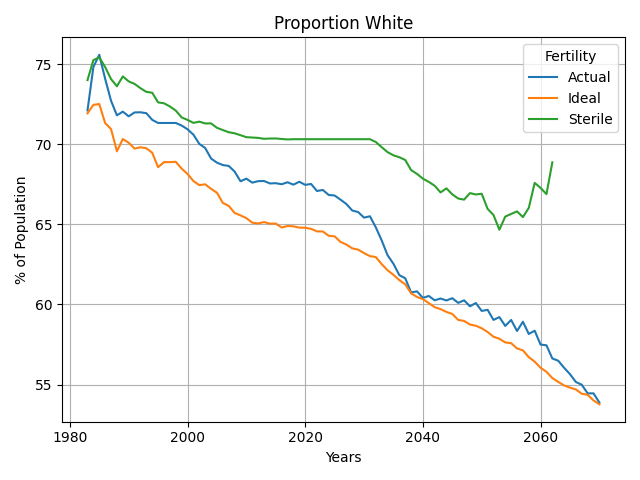 Proportion White
Fertility
Actual
Ideal
Sterile
% of Population
75
70
65
60
55
1980
2000
2020
2040
2060
Years